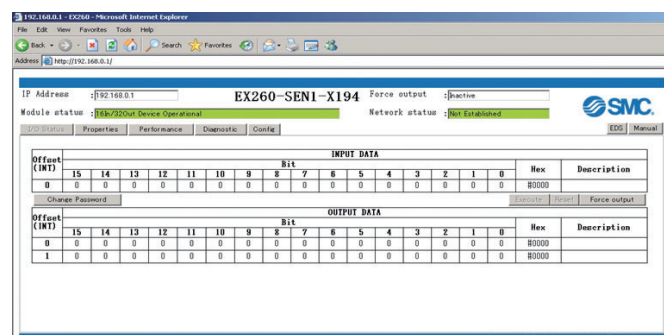 192.168.0.1 - EX260 - Microsoft Internet Explorer
File Edit View Favorites Tools Help
Back Search Favorites
Address http://192.168.0.1/
IP Address :192.168.0.1 EX260-SEN1-X194 Force output :Inactive
Module status :16In/32Out Device Operational Network status :Not Established
SMC.
I/O Status Properties Performance Diagnostic Config EDS Manual
INPUT DATA
Offset (INT) Bit Hex Description
15 14 13 12 11 10 9 8 7 6 5 4 3 2 1 0
0 0 0 0 0 0 0 0 0 0 0 0 0 0 0 0 0 #0000
Change Password Execute Reset Force output
OUTPUT DATA
Offset (INT) Bit Hex Description
15 14 13 12 11 10 9 8 7 6 5 4 3 2 1 0
0 0 0 0 0 0 0 0 0 0 0 0 0 0 0 0 0 #0000
1 0 0 0 0 0 0 0 0 0 0 0 0 0 0 0 0 #0000